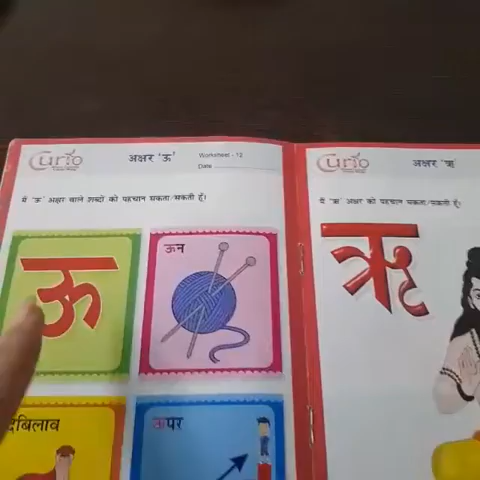 Curio
अक्षर 'ऊ'
Worksheet - 12
Date
मैं 'ऊ' अक्षर वाले शब्दों को पहचान सकता/सकती हूँ।
ऊ
ऊन
ऊपर
Curio
अक्षर 'ऋ'
मैं 'ऋ' अक्षर को पहचान सकता/सकती हूँ।
ऋ